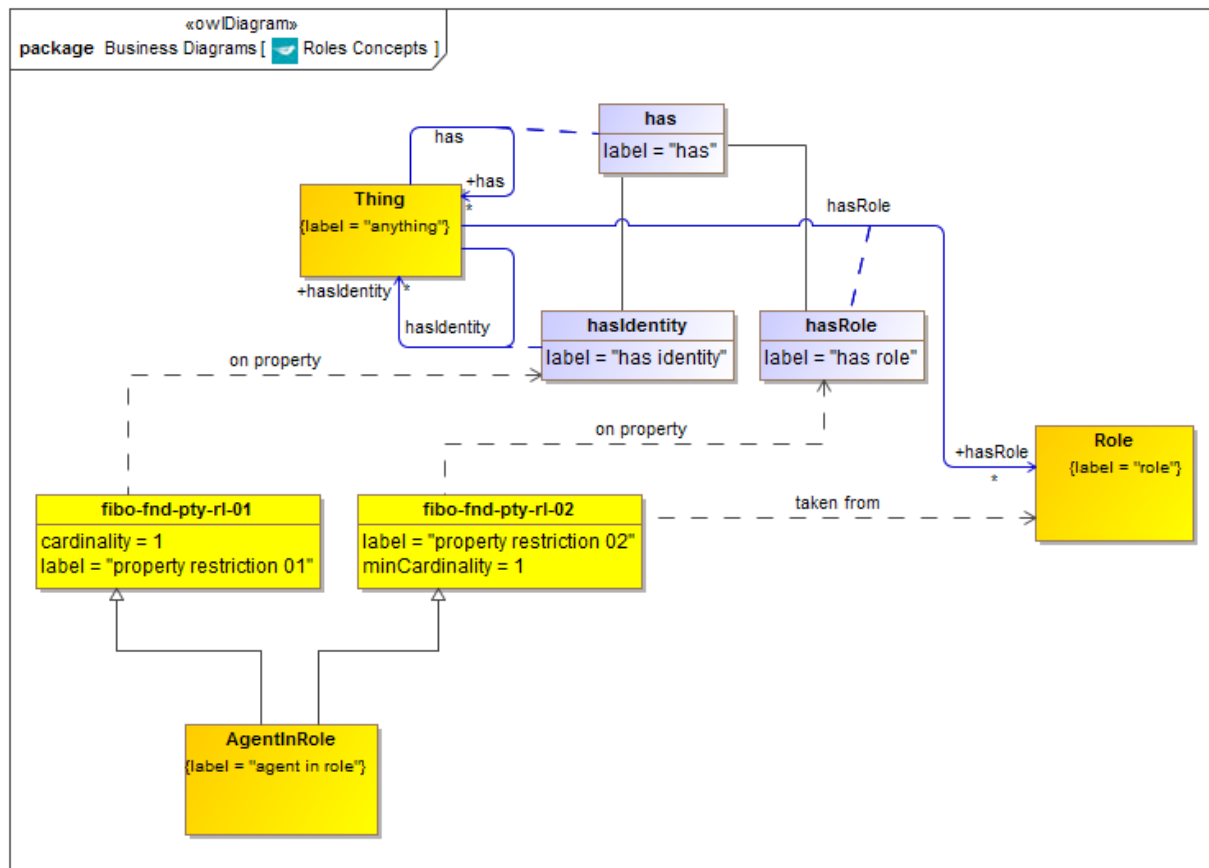 «owlDiagram»
package Business Diagrams [ Roles Concepts ]
has
label = "has"
has
+has
*
Thing
{label = "anything"}
hasRole
+hasIdentity
*
hasIdentity
hasIdentity
label = "has identity"
hasRole
label = "has role"
on property
on property
+hasRole
*
Role
{label = "role"}
taken from
fibo-fnd-pty-rl-01
cardinality = 1
label = "property restriction 01"
fibo-fnd-pty-rl-02
label = "property restriction 02"
minCardinality = 1
AgentInRole
{label = "agent in role"}